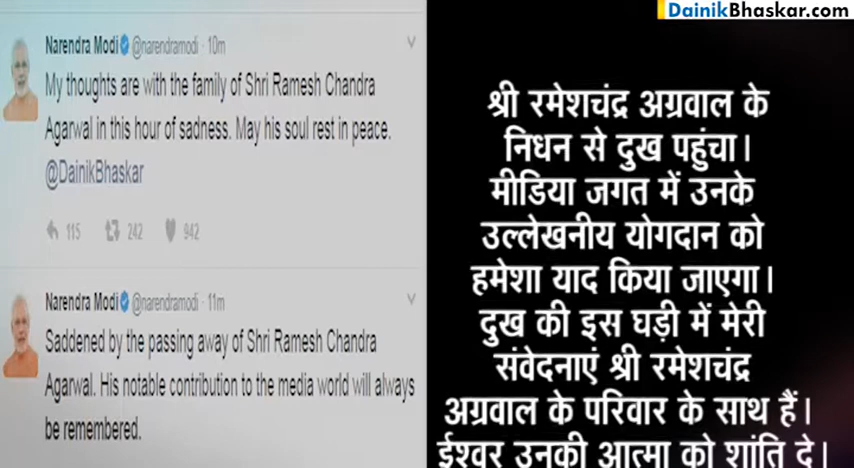 DainikBhaskar.com
Narendra Modi @narendramodi · 10m
My thoughts are with the family of Shri Ramesh Chandra
Agarwal in this hour of sadness. May his soul rest in peace.
@DainikBhaskar
115 242 942
Narendra Modi @narendramodi · 11m
Saddened by the passing away of Shri Ramesh Chandra
Agarwal. His notable contribution to the media world will always
be remembered.
श्री रमेशचंद्र अग्रवाल के
निधन से दुख पहुंचा।
मीडिया जगत में उनके
उल्लेखनीय योगदान को
हमेशा याद किया जाएगा।
दुख की इस घड़ी में मेरी
संवेदनाएं श्री रमेशचंद्र
अग्रवाल के परिवार के साथ हैं।
ईश्वर उनकी आत्मा को शांति दे।